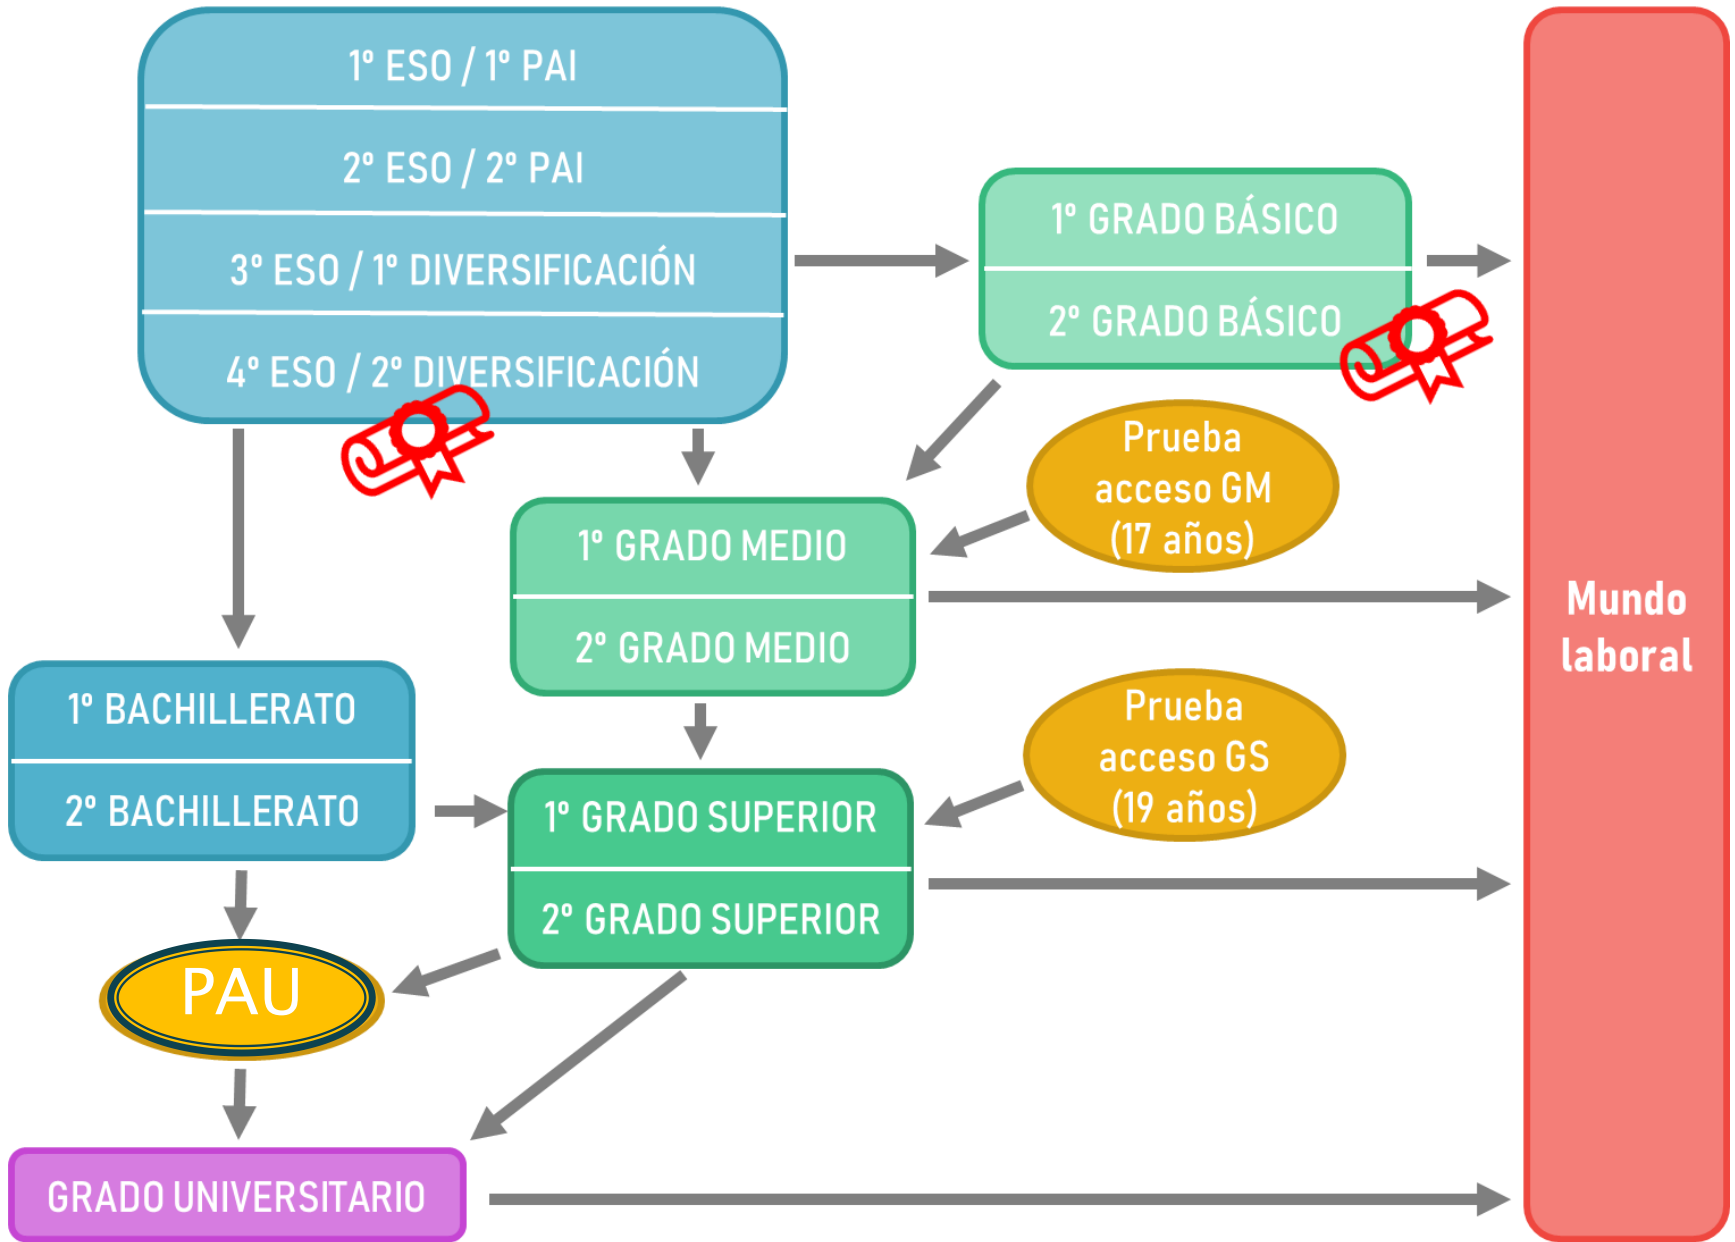 1º ESO / 1º PAI
2º ESO / 2º PAI
3º ESO / 1º DIVERSIFICACIÓN
4º ESO / 2º DIVERSIFICACIÓN
1º GRADO BÁSICO
2º GRADO BÁSICO
Prueba
acceso GM
(17 años)
1º GRADO MEDIO
2º GRADO MEDIO
Mundo
laboral
1º BACHILLERATO
2º BACHILLERATO
Prueba
acceso GS
(19 años)
1º GRADO SUPERIOR
2º GRADO SUPERIOR
PAU
GRADO UNIVERSITARIO